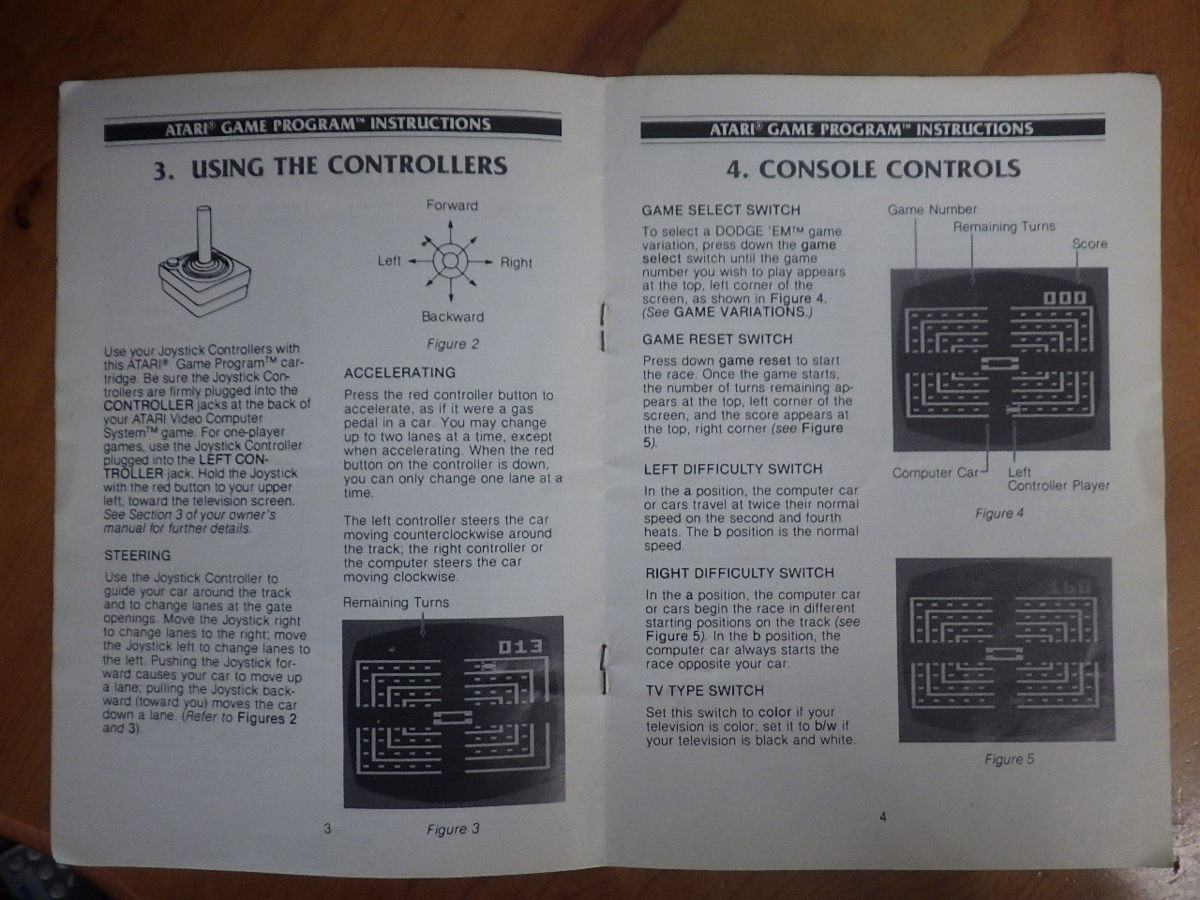 ATARI® GAME PROGRAM™ INSTRUCTIONS
3. USING THE CONTROLLERS
Use your Joystick Controllers with
this ATARI® Game Program™ car-
tridge. Be sure the Joystick Con-
trollers are firmly plugged into the
CONTROLLER jacks at the back of
your ATARI Video Computer
System™ game. For one-player
games, use the Joystick Controller
plugged into the LEFT CON-
TROLLER jack. Hold the Joystick
with the red button to your upper
left, toward the television screen.
See Section 3 of your owner's
manual for further details.
STEERING
Use the Joystick Controller to
guide your car around the track
and to change lanes at the gate
openings. Move the Joystick right
to change lanes to the right; move
the Joystick left to change lanes to
the left. Pushing the Joystick for-
ward causes your car to move up
a lane; pulling the Joystick back-
ward (toward you) moves the car
down a lane. (Refer to Figures 2
and 3).
Forward
Left
Right
Backward
Figure 2
ACCELERATING
Press the red controller button to
accelerate, as if it were a gas
pedal in a car. You may change
up to two lanes at a time, except
when accelerating. When the red
button on the controller is down,
you can only change one lane at a
time.
The left controller steers the car
moving counterclockwise around
the track; the right controller or
the computer steers the car
moving clockwise.
Remaining Turns
013
Figure 3
3
ATARI® GAME PROGRAM™ INSTRUCTIONS
4. CONSOLE CONTROLS
GAME SELECT SWITCH
To select a DODGE 'EM™ game
variation, press down the game
select switch until the game
number you wish to play appears
at the top, left corner of the
screen, as shown in Figure 4.
(See GAME VARIATIONS.)
GAME RESET SWITCH
Press down game reset to start
the race. Once the game starts,
the number of turns remaining ap-
pears at the top, left corner of the
screen, and the score appears at
the top, right corner (see Figure
5).
LEFT DIFFICULTY SWITCH
In the a position, the computer car
or cars travel at twice their normal
speed on the second and fourth
heats. The b position is the normal
speed.
RIGHT DIFFICULTY SWITCH
In the a position, the computer car
or cars begin the race in different
starting positions on the track (see
Figure 5). In the b position, the
computer car always starts the
race opposite your car.
TV TYPE SWITCH
Set this switch to color if your
television is color; set it to b/w if
your television is black and white.
Game Number
Remaining Turns
Score
000
Computer Car
Left
Controller Player
Figure 4
160
Figure 5
4